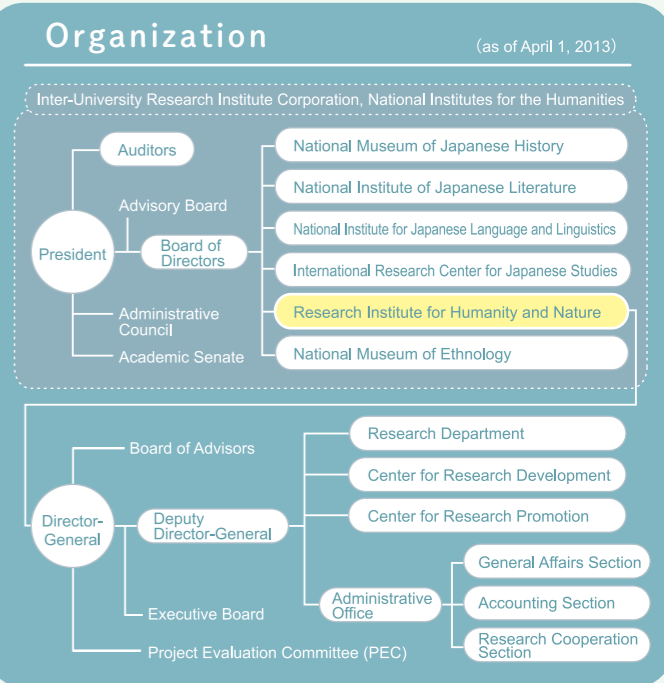 Organization
(as of April 1, 2013)
Inter-University Research Institute Corporation, National Institutes for the Humanities
Auditors
Advisory Board
President
Board of
Directors
Administrative
Council
Academic Senate
National Museum of Japanese History
National Institute of Japanese Literature
National Institute for Japanese Language and Linguistics
International Research Center for Japanese Studies
Research Institute for Humanity and Nature
National Museum of Ethnology
Board of Advisors
Director-
General
Deputy
Director-General
Executive Board
Project Evaluation Committee (PEC)
Research Department
Center for Research Development
Center for Research Promotion
Administrative
Office
General Affairs Section
Accounting Section
Research Cooperation
Section